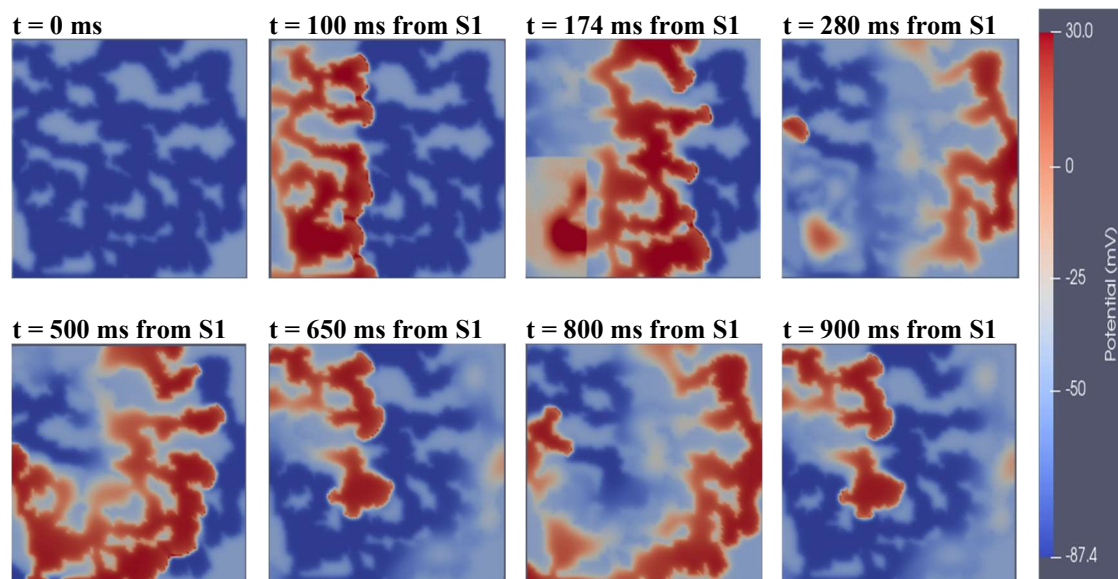 t = 0 ms
t = 100 ms from S1
t = 174 ms from S1
t = 280 ms from S1
30.0
0
-25
-50
-87.4
Potential (mV)
t = 500 ms from S1
t = 650 ms from S1
t = 800 ms from S1
t = 900 ms from S1